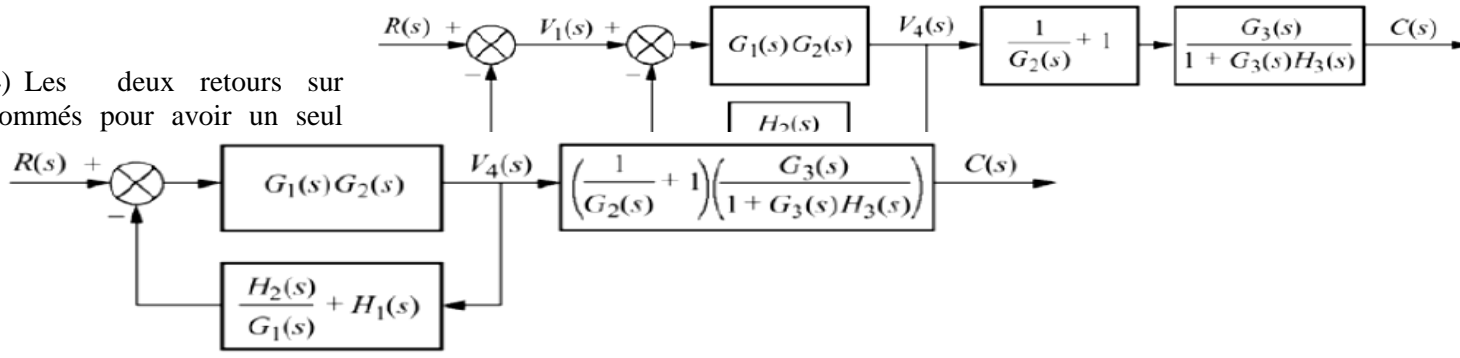 R(s) + V₁(s) + G₁(s)G₂(s) V₄(s) 1/G₂(s) + 1 G₃(s)/(1 + G₃(s)H₃(s)) C(s)
− −
) Les deux retours sur
ommés pour avoir un seul
H₂(s)
R(s) + G₁(s)G₂(s) V₄(s) (1/G₂(s) + 1)(G₃(s)/(1 + G₃(s)H₃(s))) C(s)
−
H₂(s)/G₁(s) + H₁(s)